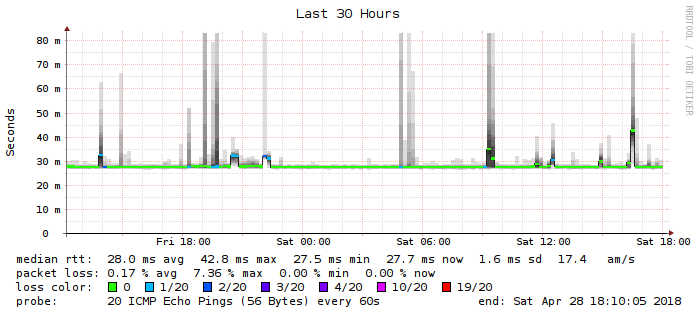 Last 30 Hours
RRDTOOL / TOBI OETIKER
Seconds
80 m
70 m
60 m
50 m
40 m
30 m
20 m
10 m
0
Fri 18:00 Sat 00:00 Sat 06:00 Sat 12:00 Sat 18:00
median rtt: 28.0 ms avg 42.8 ms max 27.5 ms min 27.7 ms now 1.6 ms sd 17.4 am/s
packet loss: 0.17 % avg 7.36 % max 0.00 % min 0.00 % now
loss color: 0 1/20 2/20 3/20 4/20 10/20 19/20
probe: 20 ICMP Echo Pings (56 Bytes) every 60s end: Sat Apr 28 18:10:05 2018